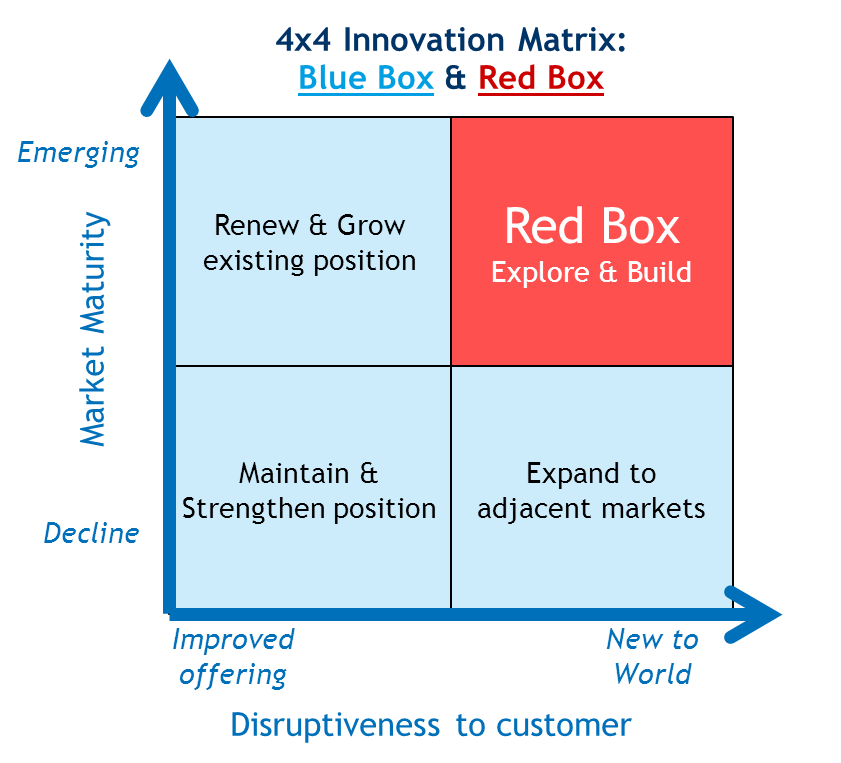 4x4 Innovation Matrix:
Blue Box & Red Box
Emerging
Market Maturity
Decline
Renew & Grow
existing position
Red Box
Explore & Build
Maintain &
Strengthen position
Expand to
adjacent markets
Improved
offering
New to
World
Disruptiveness to customer